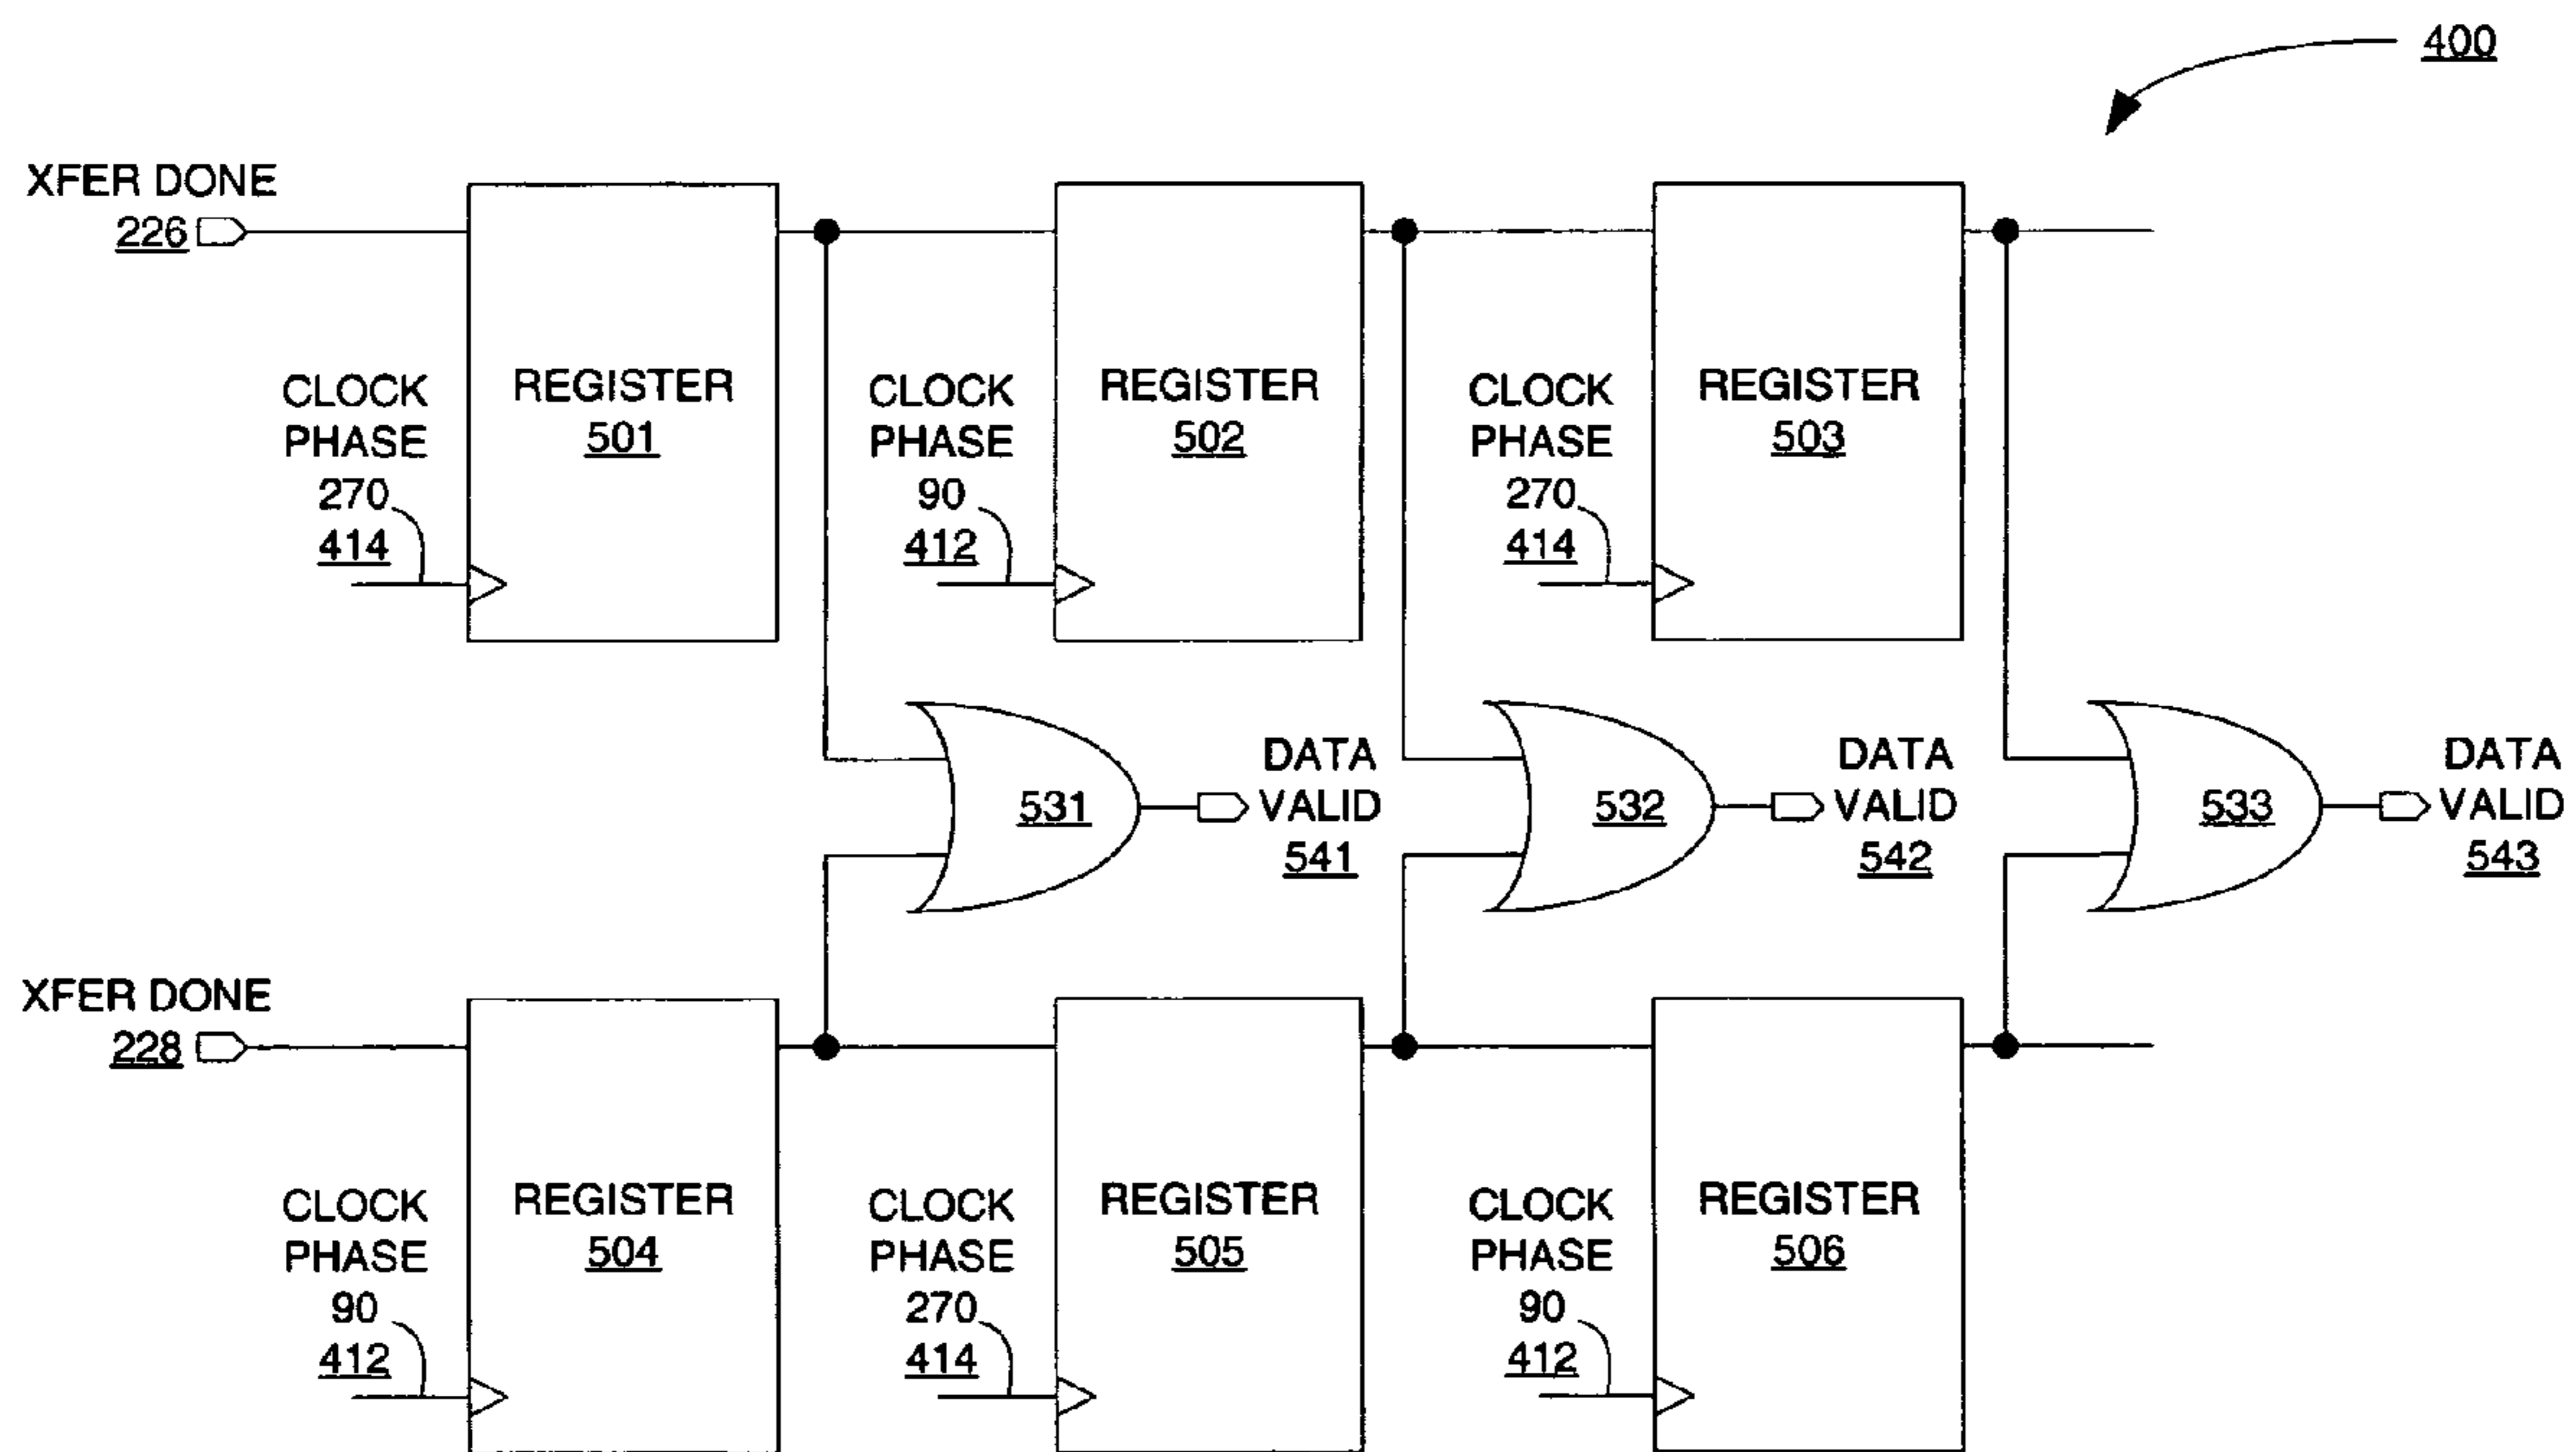 400
XFER DONE
226
CLOCK
PHASE
270
414
REGISTER
501
CLOCK
PHASE
90
412
REGISTER
502
CLOCK
PHASE
270
414
REGISTER
503
531
DATA
VALID
541
532
DATA
VALID
542
533
DATA
VALID
543
XFER DONE
228
CLOCK
PHASE
90
412
REGISTER
504
CLOCK
PHASE
270
414
REGISTER
505
CLOCK
PHASE
90
412
REGISTER
506